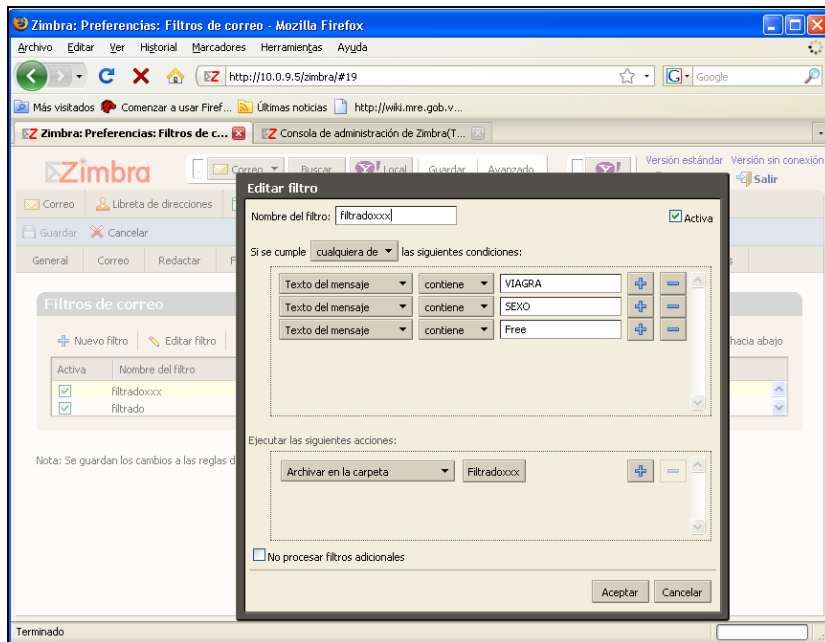 Zimbra: Preferencias: Filtros de correo - Mozilla Firefox
Archivo Editar Ver Historial Marcadores Herramientas Ayuda
http://10.0.9.5/zimbra/#19
G Google
Más visitados Comenzar a usar Firef... Últimas noticias http://wiki.mre.gob.v...
Zimbra: Preferencias: Filtros de c... Consola de administración de Zimbra(T...
Zimbra Correo Buscar Y! Local Guardar Avanzado Y! Versión estándar Versión sin conexión
Salir
Correo Libreta de direcciones
Guardar Cancelar
General Correo Redactar
Filtros de correo
Nuevo filtro Editar filtro hacia abajo
Activa Nombre del filtro
filtradoxxx
filtrado
Nota: Se guardan los cambios a las reglas d
Editar filtro
Nombre del filtro: filtradoxxx Activa
Si se cumple cualquiera de las siguientes condiciones:
Texto del mensaje contiene VIAGRA
Texto del mensaje contiene SEXO
Texto del mensaje contiene Free
Ejecutar las siguientes acciones:
Archivar en la carpeta Filtradoxxx
No procesar filtros adicionales
Aceptar Cancelar
Terminado